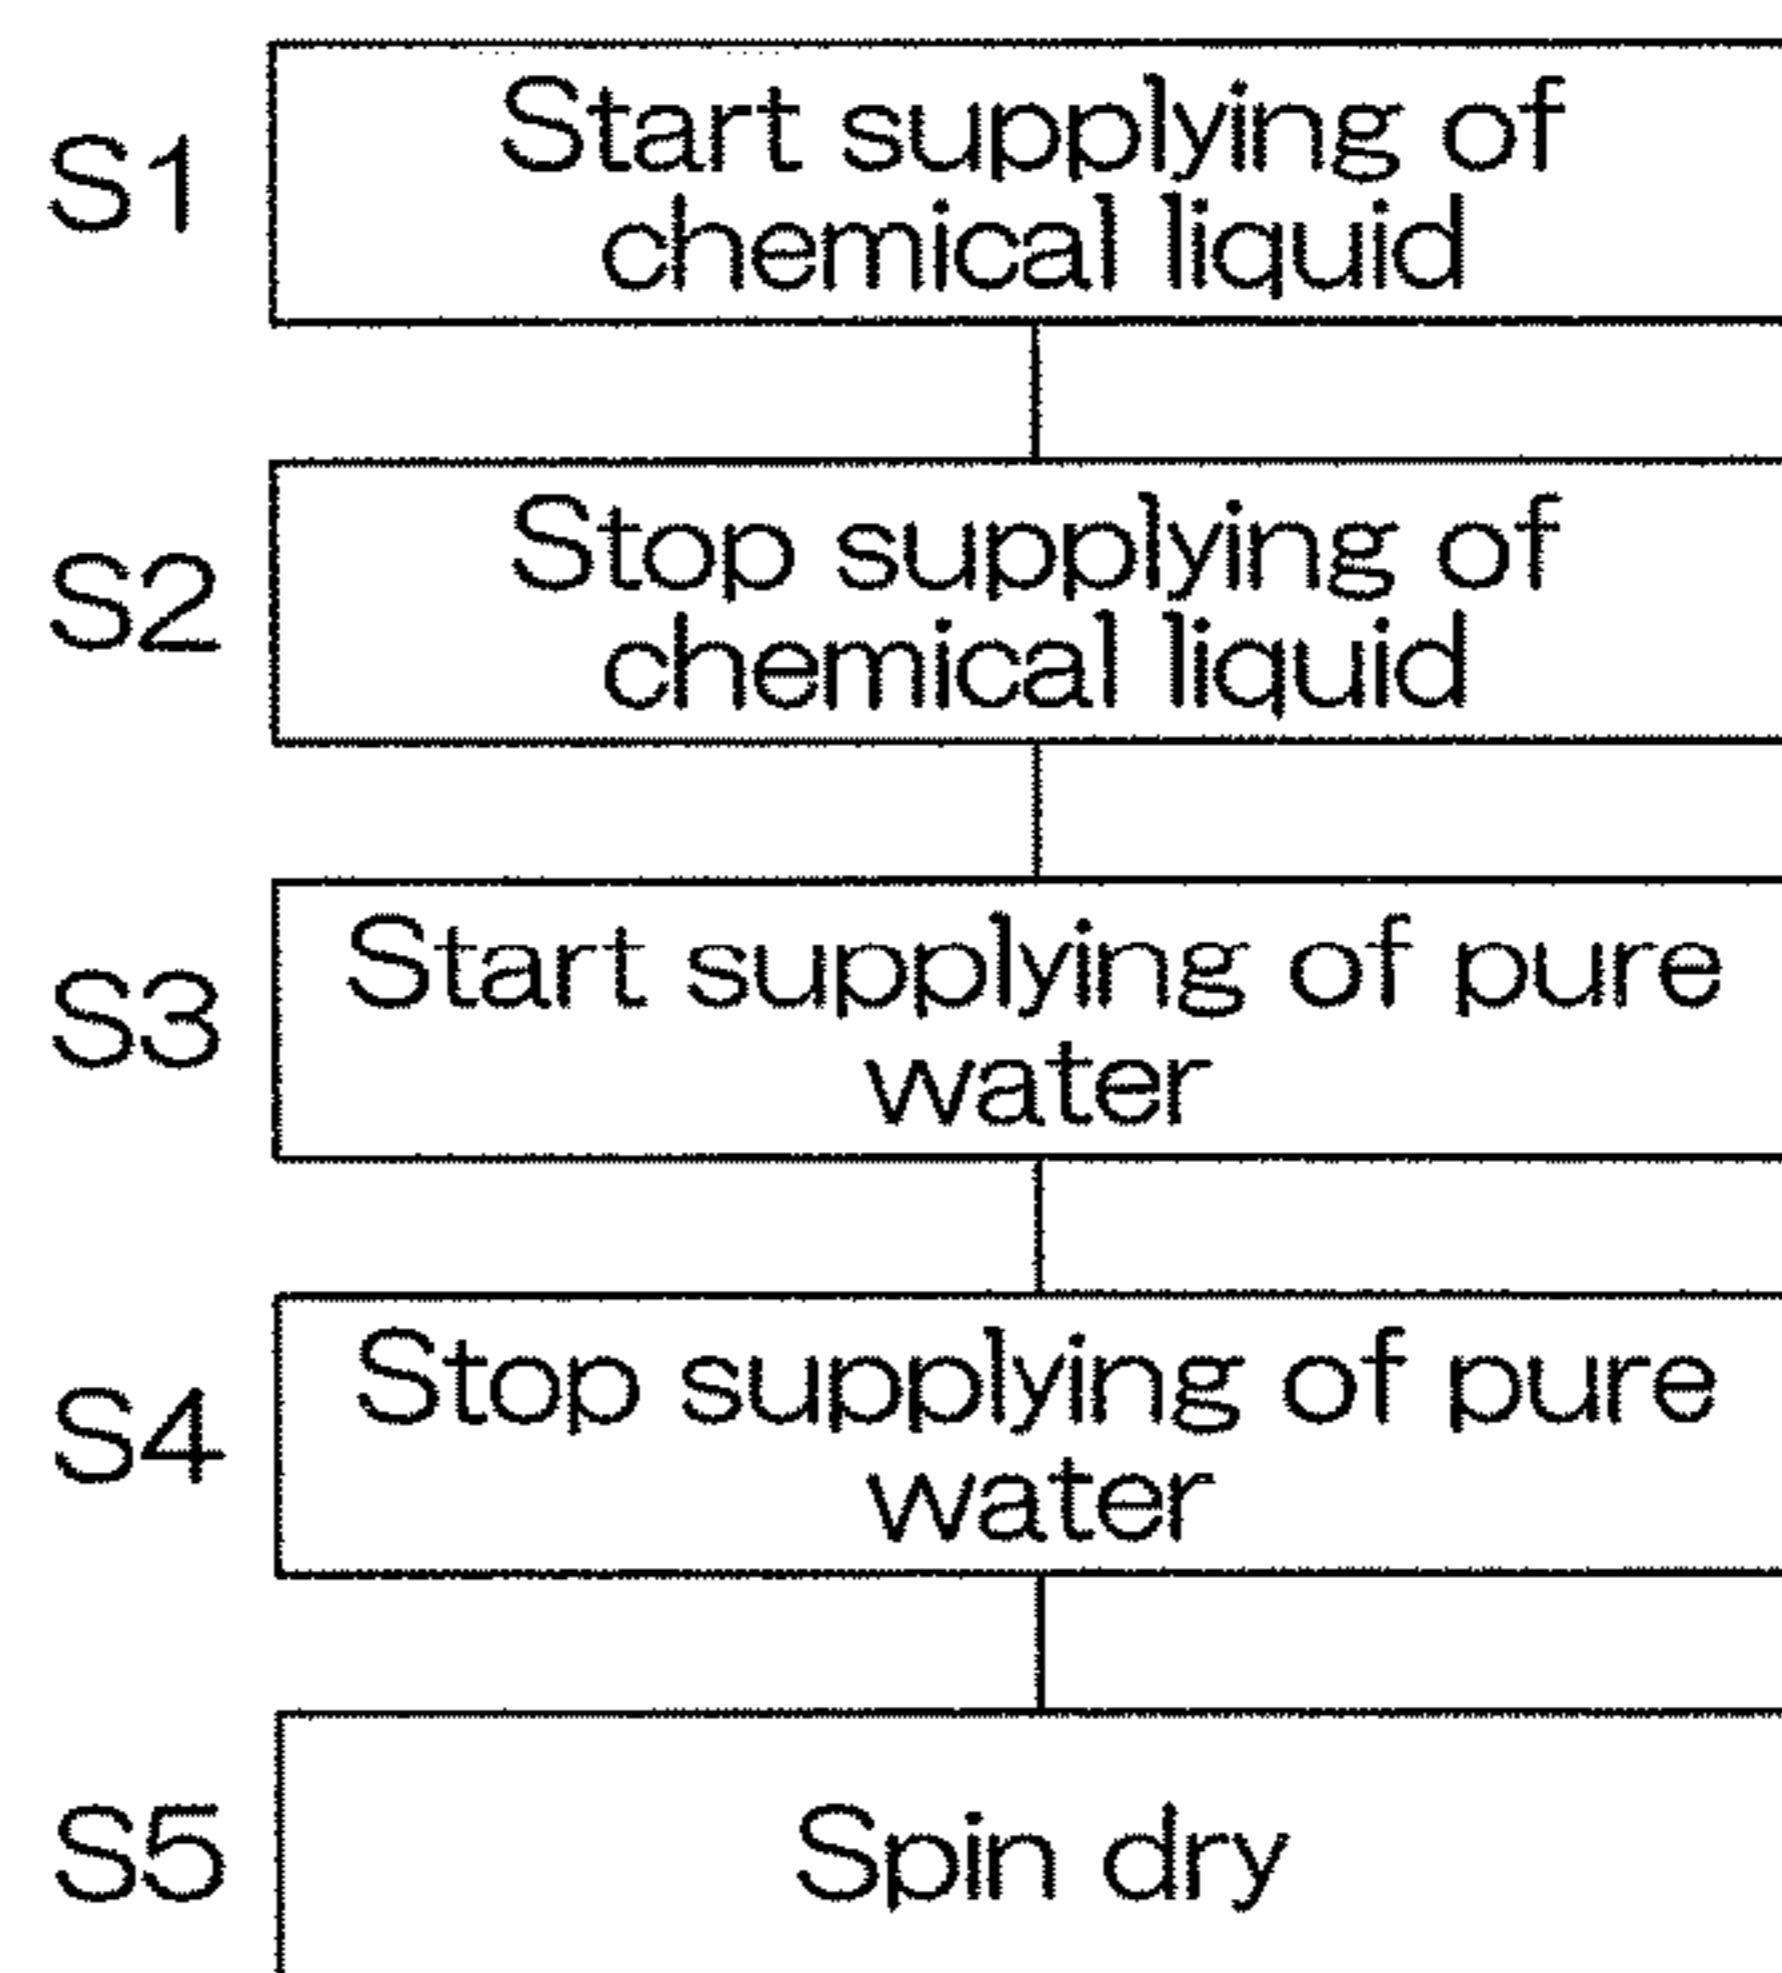 S1
Start supplying of
chemical liquid
S2
Stop supplying of
chemical liquid
S3
Start supplying of pure
water
S4
Stop supplying of pure
water
S5
Spin dry